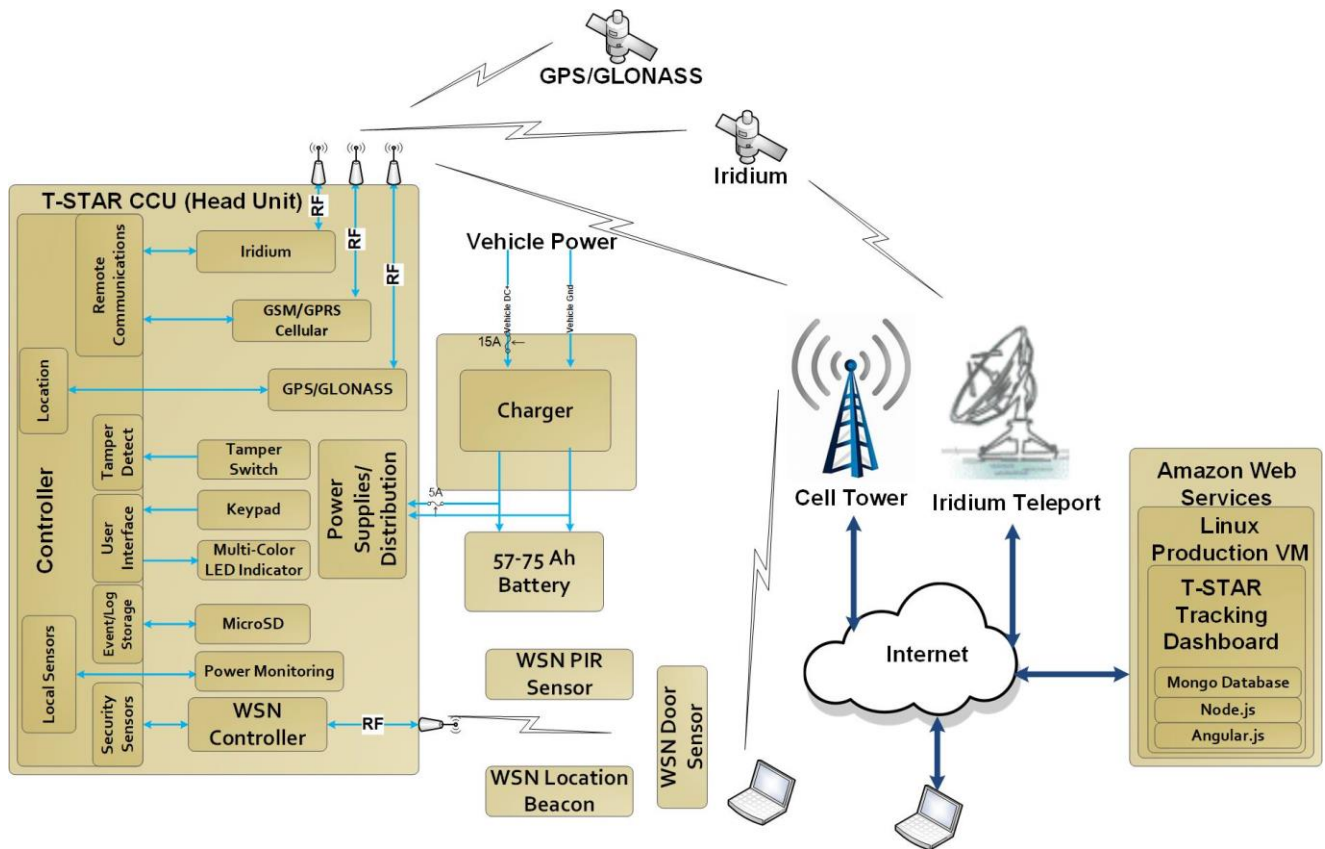 GPS/GLONASS
Iridium
T-STAR CCU (Head Unit)
RF
RF
RF
Remote
Communications
Iridium
GSM/GPRS
Cellular
Location
GPS/GLONASS
Controller
Tamper
Detect
Tamper
Switch
User
Interface
Keypad
Multi-Color
LED Indicator
Power
Supplies/
Distribution
Event/Log
Storage
MicroSD
Local Sensors
Power Monitoring
Security
Sensors
WSN
Controller
RF
Vehicle Power
Vehicle DC+
Vehicle Gnd
15A
Charger
5A
57-75 Ah
Battery
WSN PIR
Sensor
WSN Door
Sensor
WSN Location
Beacon
Cell Tower
Iridium Teleport
Internet
Amazon Web
Services
Linux
Production VM
T-STAR
Tracking
Dashboard
Mongo Database
Node.js
Angular.js